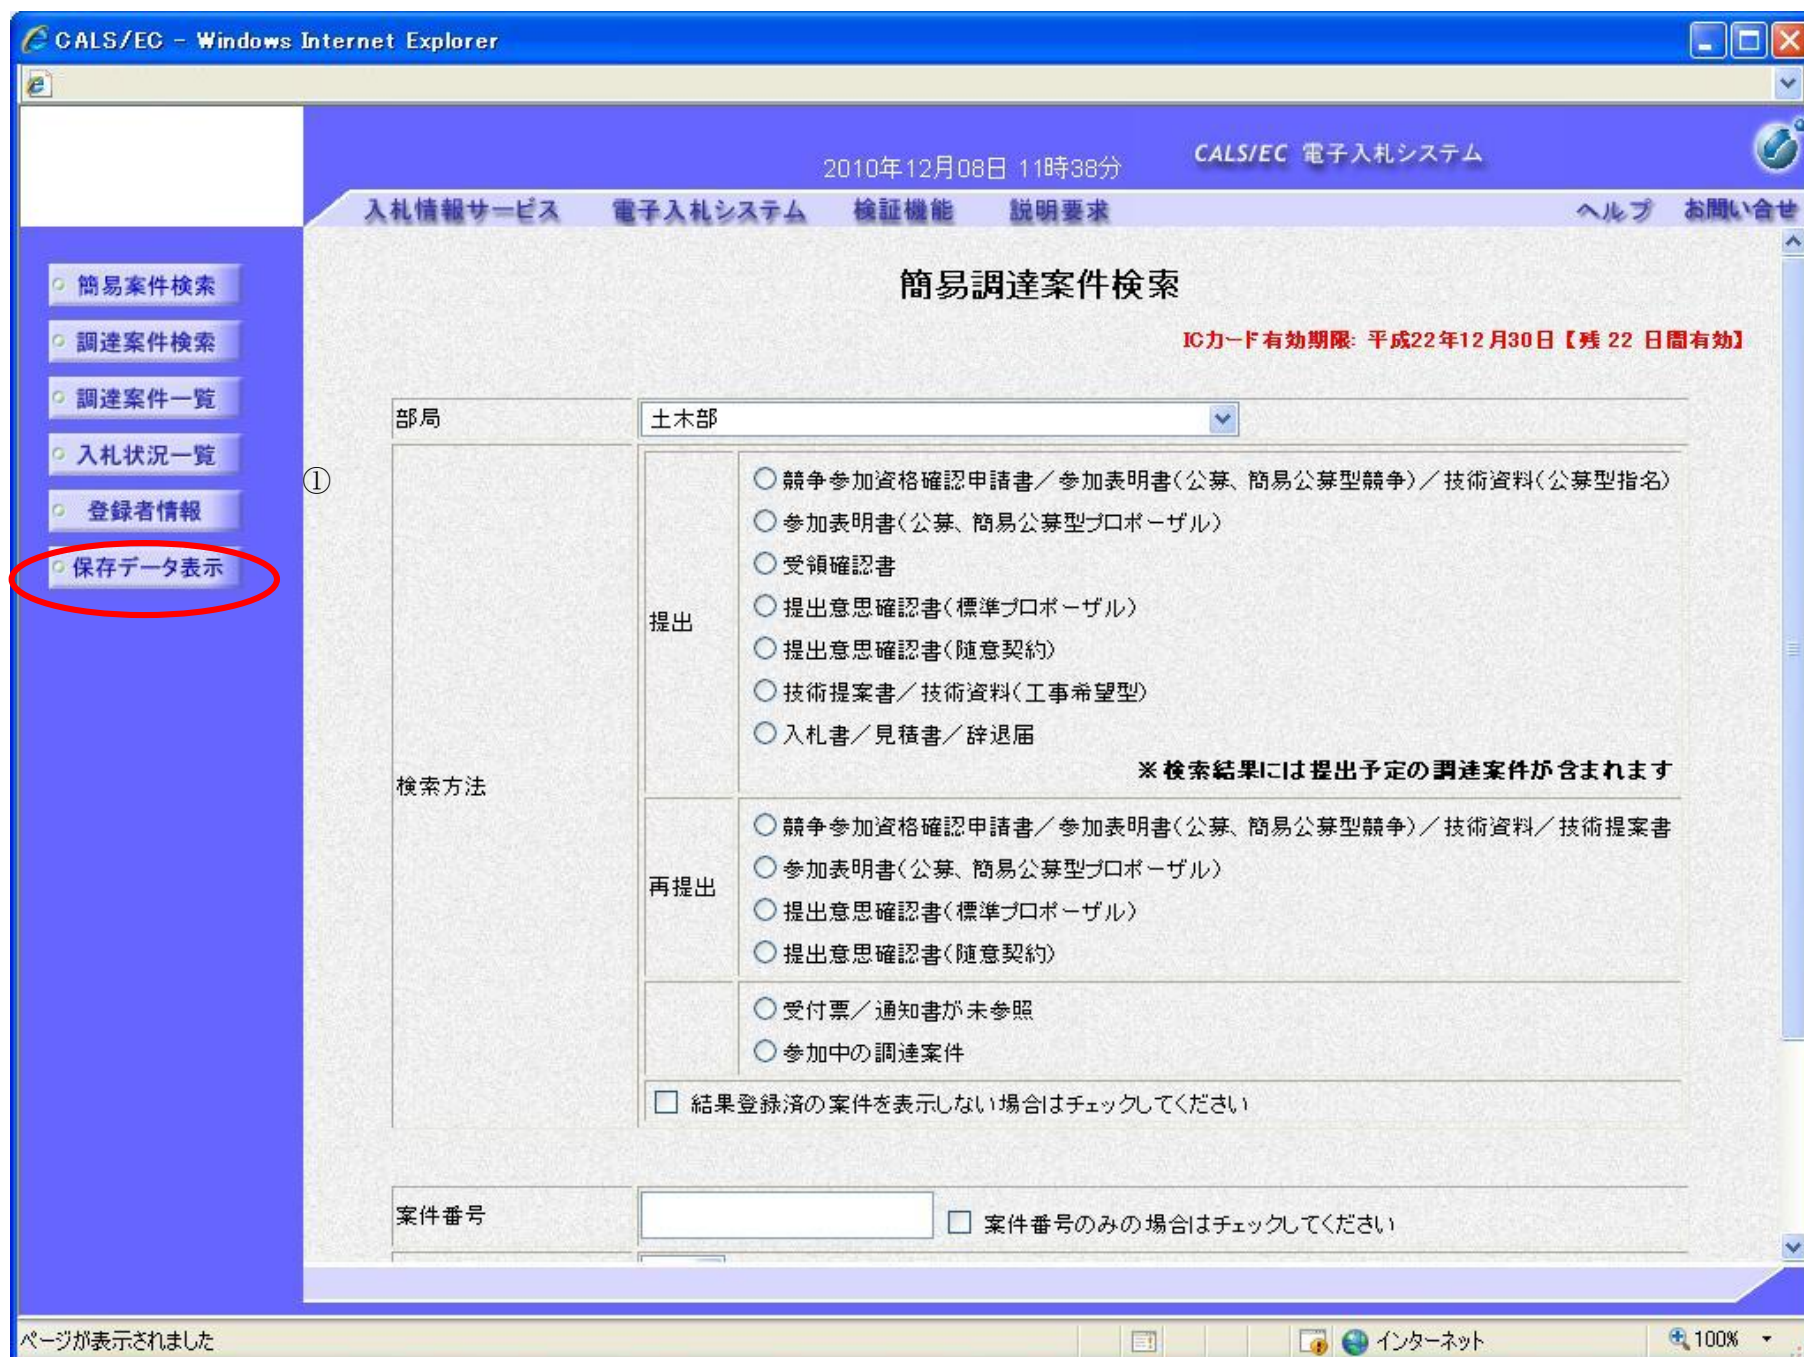 CALS/EC - Windows Internet Explorer
2010年12月08日 11時38分
CALS/EC 電子入札システム
入札情報サービス 電子入札システム 検証機能 説明要求 ヘルプ お問い合せ
簡易案件検索
調達案件検索
調達案件一覧
入札状況一覧
登録者情報
保存データ表示
①
簡易調達案件検索
ICカード有効期限: 平成22年12月30日【残 22 日間有効】
部局 土木部
検索方法
提出
競争参加資格確認申請書/参加表明書(公募、簡易公募型競争)/技術資料(公募型指名)
参加表明書(公募、簡易公募型プロポーザル)
受領確認書
提出意思確認書(標準プロポーザル)
提出意思確認書(随意契約)
技術提案書/技術資料(工事希望型)
入札書/見積書/辞退届
※検索結果には提出予定の調達案件が含まれます
再提出
競争参加資格確認申請書/参加表明書(公募、簡易公募型競争)/技術資料/技術提案書
参加表明書(公募、簡易公募型プロポーザル)
提出意思確認書(標準プロポーザル)
提出意思確認書(随意契約)
受付票/通知書が未参照
参加中の調達案件
結果登録済の案件を表示しない場合はチェックしてください
案件番号 案件番号のみの場合はチェックしてください
ページが表示されました インターネット 100%